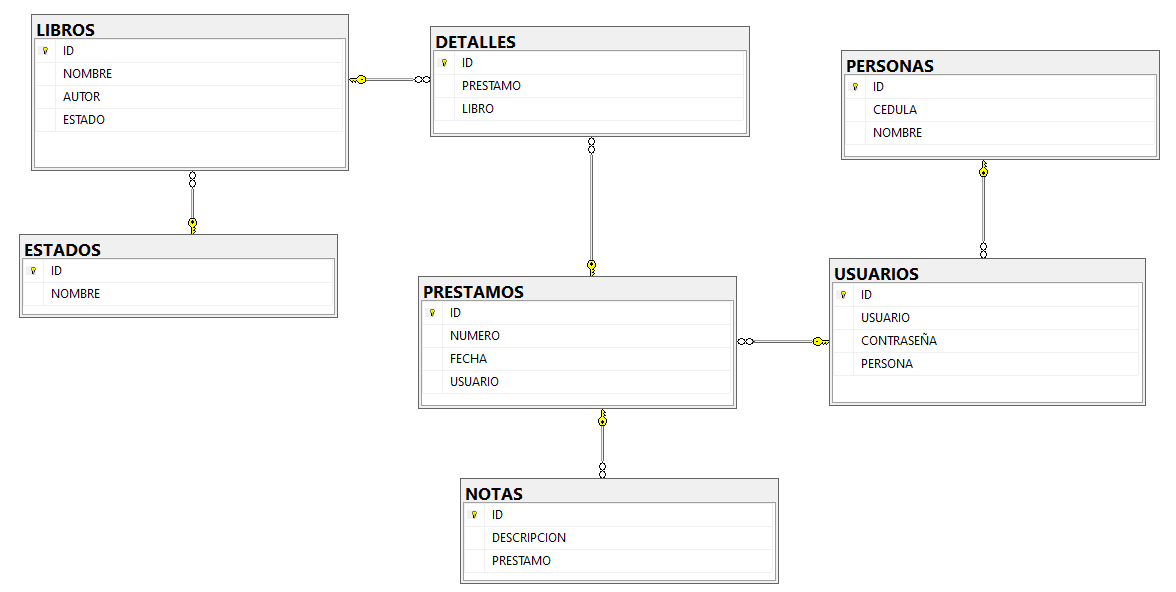 LIBROS
ID
NOMBRE
AUTOR
ESTADO
DETALLES
ID
PRESTAMO
LIBRO
PERSONAS
ID
CEDULA
NOMBRE
ESTADOS
ID
NOMBRE
PRESTAMOS
ID
NUMERO
FECHA
USUARIO
USUARIOS
ID
USUARIO
CONTRASEÑA
PERSONA
NOTAS
ID
DESCRIPCION
PRESTAMO